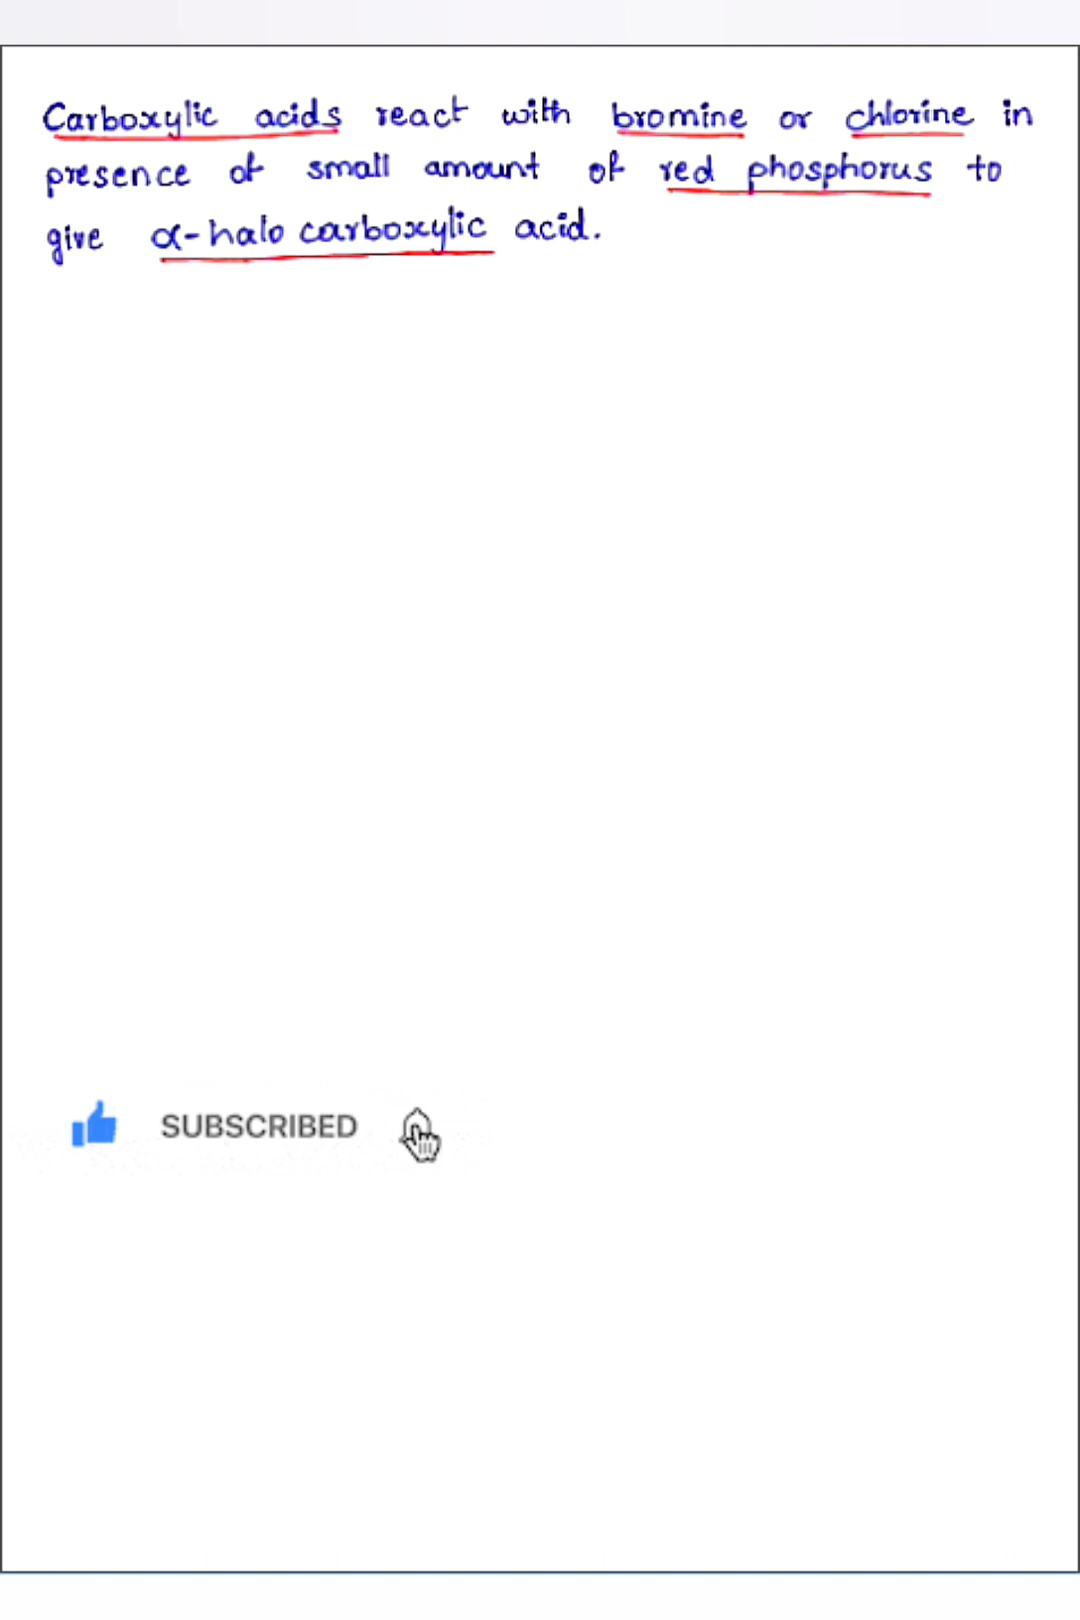 Carboxylic acids react with bromine or chlorine in
presence of small amount of red phosphorus to
give α-halo carboxylic acid.
SUBSCRIBED